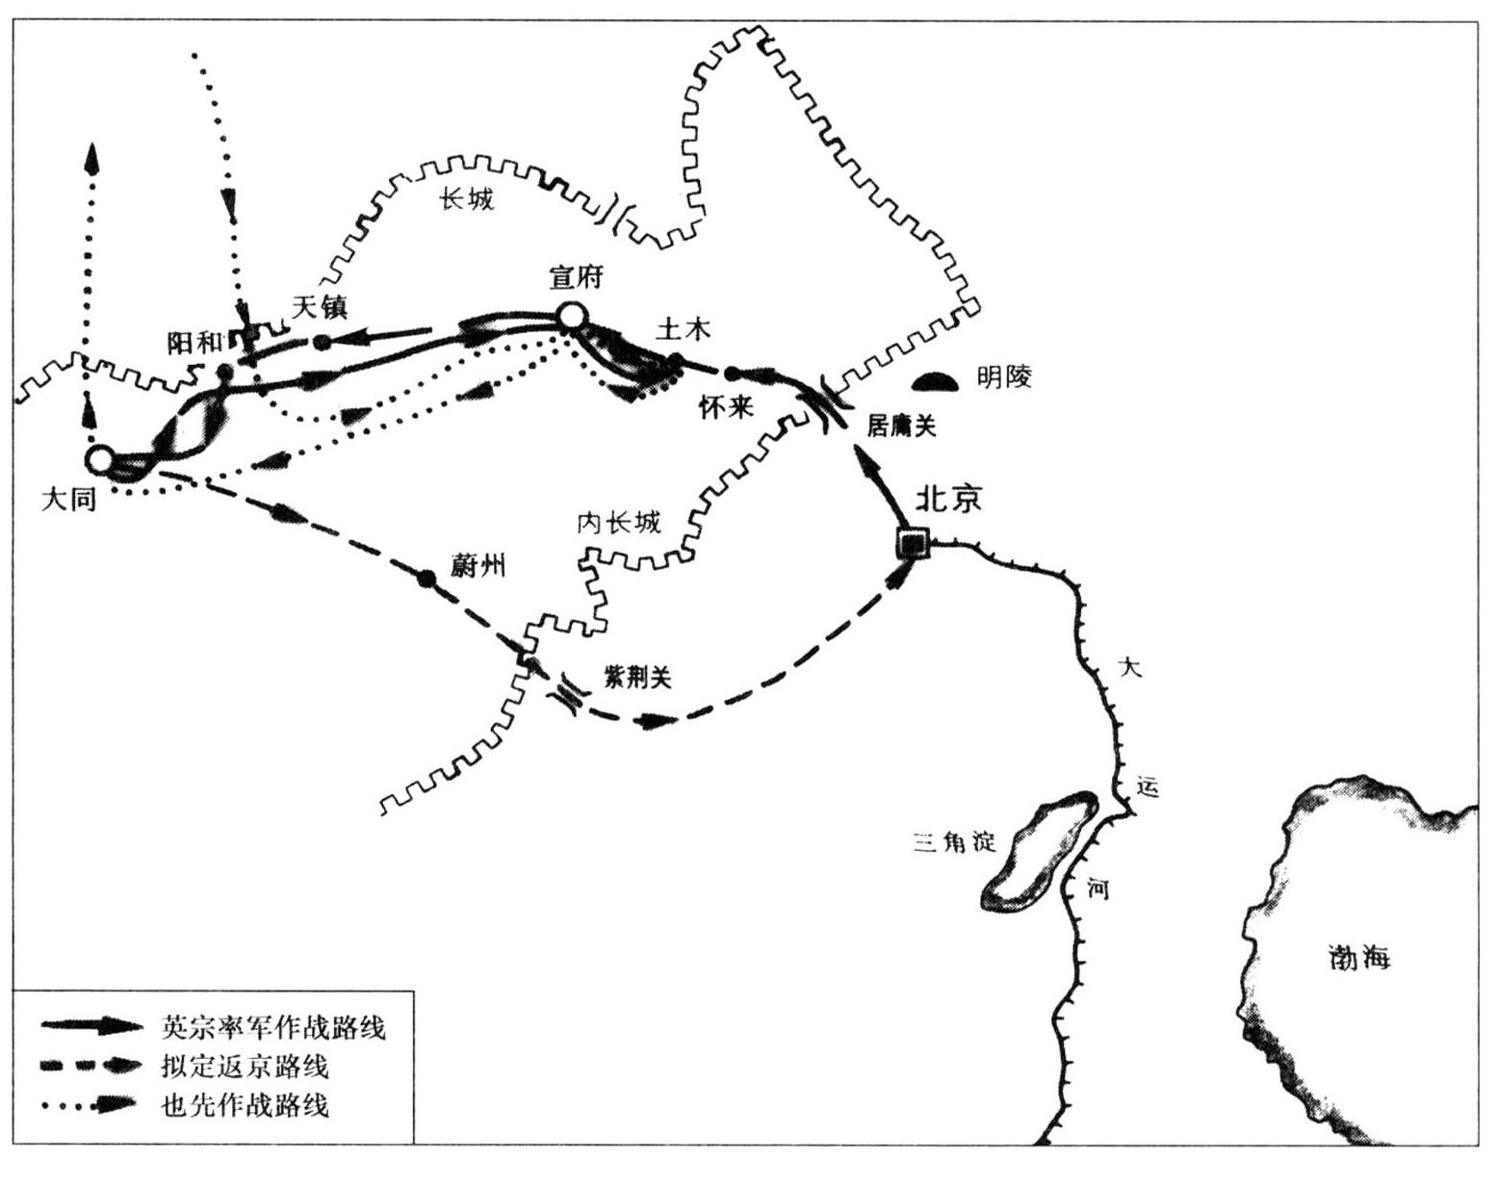 长城
宣府
天镇
阳和
土木
怀来
明陵
居庸关
大同
北京
内长城
蔚州
紫荆关
大
运
河
三角淀
渤海
英宗率军作战路线
拟定返京路线
也先作战路线